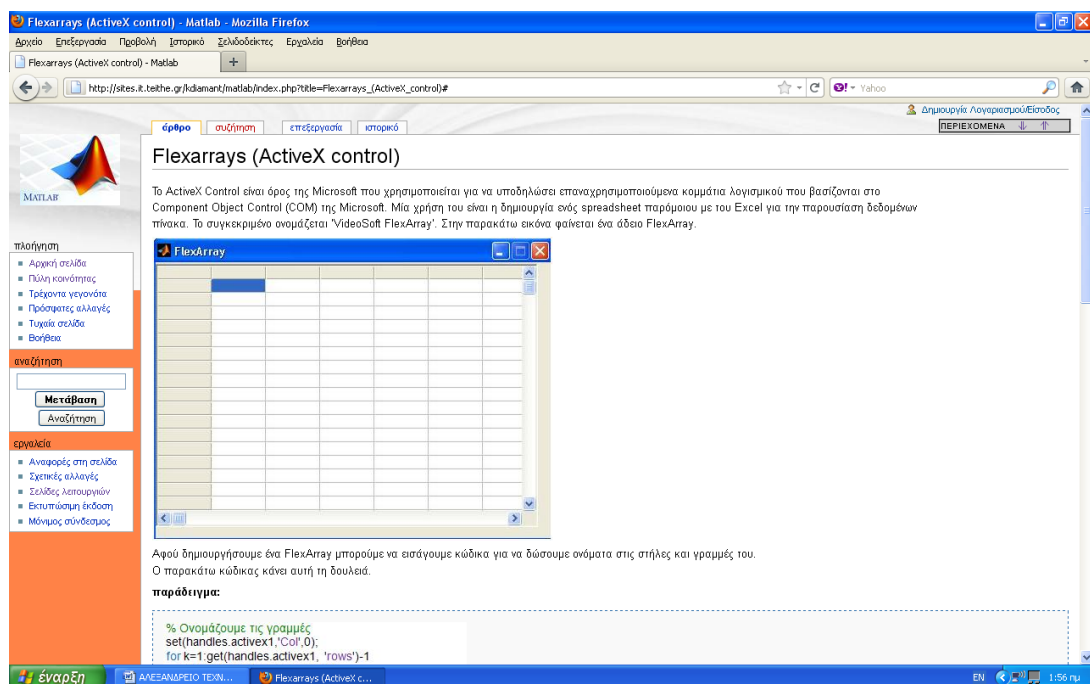 Flexarrays (ActiveX control) - Matlab - Mozilla Firefox
Αρχείο Επεξεργασία Προβολή Ιστορικό Σελιδοδείκτες Εργαλεία Βοήθεια
Flexarrays (ActiveX control) - Matlab
http://sites.it.teithe.gr/kdiamant/matlab/index.php?title=Flexarrays_(ActiveX_control)#
Yahoo
Δημιουργία Λογαριασμού/Είσοδος
ΠΕΡΙΕΧΟΜΕΝΑ
άρθρο συζήτηση επεξεργασία ιστορικό
MATLAB
Flexarrays (ActiveX control)
Το ActiveX Control είναι όρος της Microsoft που χρησιμοποιείται για να υποδηλώσει επαναχρησιμοποιούμενα κομμάτια λογισμικού που βασίζονται στο
Component Object Control (COM) της Microsoft. Μία χρήση του είναι η δημιουργία ενός spreadsheet παρόμοιου με του Excel για την παρουσίαση δεδομένων
πίνακα. Το συγκεκριμένο ονομάζεται 'VideoSoft FlexArray'. Στην παρακάτω εικόνα φαίνεται ένα άδειο FlexArray.
πλοήγηση
Αρχική σελίδα
Πύλη κοινότητας
Τρέχοντα γεγονότα
Πρόσφατες αλλαγές
Τυχαία σελίδα
Βοήθεια
αναζήτηση
Μετάβαση
Αναζήτηση
εργαλεία
Αναφορές στη σελίδα
Σχετικές αλλαγές
Σελίδες λειτουργιών
Εκτυπώσιμη έκδοση
Μόνιμος σύνδεσμος
FlexArray
Αφού δημιουργήσουμε ένα FlexArray μπορούμε να εισάγουμε κώδικα για να δώσουμε ονόματα στις στήλες και γραμμές του.
Ο παρακάτω κώδικας κάνει αυτή τη δουλειά.
παράδειγμα:
% Ονομάζουμε τις γραμμές
set(handles.activex1,'Col',0);
for k=1:get(handles.activex1, 'rows')-1
έναρξη
ΑΛΕΞΑΝΔΡΕΙΟ ΤΕΧΝ...
Flexarrays (ActiveX c...
EN
1:56 πμ